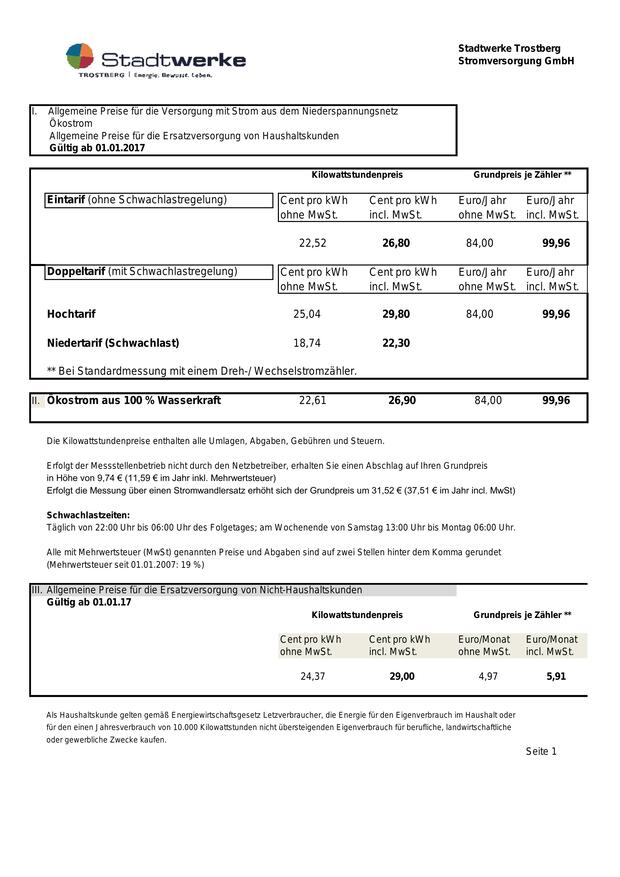 Stadtwerke
TROSTBERG | Energie. Bewusst. Leben.
Stadtwerke Trostberg
Stromversorgung GmbH
I. Allgemeine Preise für die Versorgung mit Strom aus dem Niederspannungsnetz
Ökostrom
Allgemeine Preise für die Ersatzversorgung von Haushaltskunden
Gültig ab 01.01.2017
Kilowattstundenpreis Grundpreis je Zähler **
Eintarif (ohne Schwachlastregelung) Cent pro kWh Cent pro kWh Euro/Jahr Euro/Jahr
ohne MwSt. incl. MwSt. ohne MwSt. incl. MwSt.
22,52 26,80 84,00 99,96
Doppeltarif (mit Schwachlastregelung) Cent pro kWh Cent pro kWh Euro/Jahr Euro/Jahr
ohne MwSt. incl. MwSt. ohne MwSt. incl. MwSt.
Hochtarif 25,04 29,80 84,00 99,96
Niedertarif (Schwachlast) 18,74 22,30
** Bei Standardmessung mit einem Dreh-/ Wechselstromzähler.
II. Ökostrom aus 100 % Wasserkraft 22,61 26,90 84,00 99,96
Die Kilowattstundenpreise enthalten alle Umlagen, Abgaben, Gebühren und Steuern.
Erfolgt der Messstellenbetrieb nicht durch den Netzbetreiber, erhalten Sie einen Abschlag auf Ihren Grundpreis
in Höhe von 9,74 € (11,59 € im Jahr inkl. Mehrwertsteuer)
Erfolgt die Messung über einen Stromwandlersatz erhöht sich der Grundpreis um 31,52 € (37,51 € im Jahr incl. MwSt)
Schwachlastzeiten:
Täglich von 22:00 Uhr bis 06:00 Uhr des Folgetages; am Wochenende von Samstag 13:00 Uhr bis Montag 06:00 Uhr.
Alle mit Mehrwertsteuer (MwSt) genannten Preise und Abgaben sind auf zwei Stellen hinter dem Komma gerundet
(Mehrwertsteuer seit 01.01.2007: 19 %)
III. Allgemeine Preise für die Ersatzversorgung von Nicht-Haushaltskunden
Gültig ab 01.01.17
Kilowattstundenpreis Grundpreis je Zähler **
Cent pro kWh Cent pro kWh Euro/Monat Euro/Monat
ohne MwSt. incl. MwSt. ohne MwSt. incl. MwSt.
24,37 29,00 4,97 5,91
Als Haushaltskunde gelten gemäß Energiewirtschaftsgesetz Letzverbraucher, die Energie für den Eigenverbrauch im Haushalt oder
für den einen Jahresverbrauch von 10.000 Kilowattstunden nicht übersteigenden Eigenverbrauch für berufliche, landwirtschaftliche
oder gewerbliche Zwecke kaufen.
Seite 1